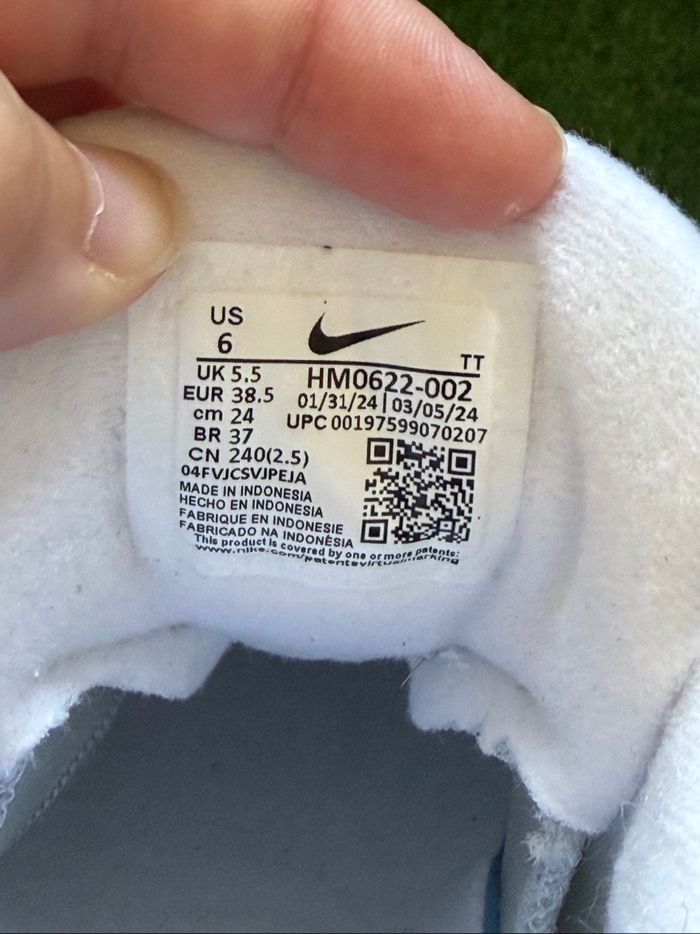 US
6
TT
UK 5.5
EUR 38.5
cm 24
BR 37
CN 240(2.5)
HM0622-002
01/31/24 | 03/05/24
UPC 00197599070207
04FVJCSVJPEJA
MADE IN INDONESIA
HECHO EN INDONESIA
FABRIQUE EN INDONESIE
FABRICADO NA INDONÉSIA
This product is covered by one or more patents:
www.nike.com/patentsvirtualmarking